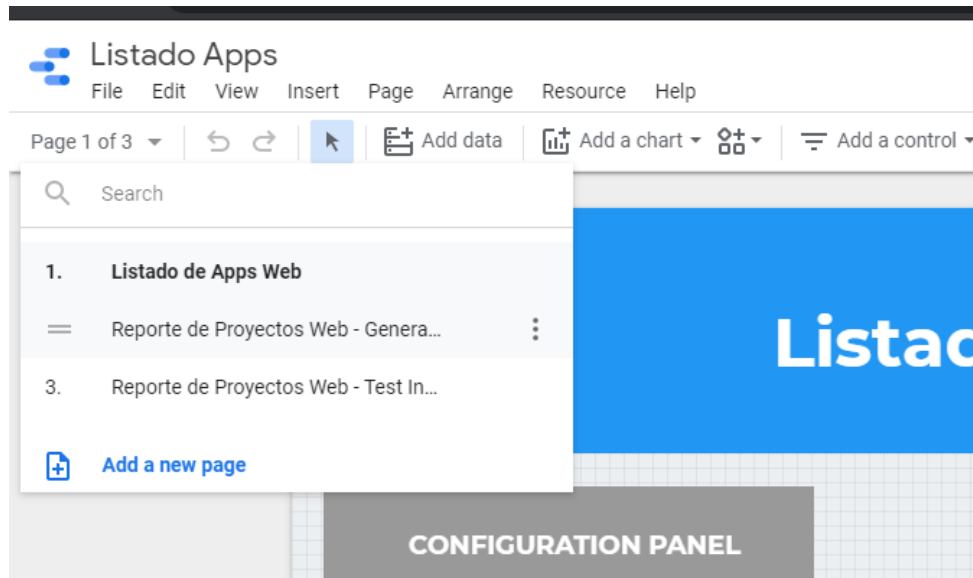 Listado Apps
File Edit View Insert Page Arrange Resource Help
Page 1 of 3 Add data Add a chart Add a control
Search
1. Listado de Apps Web
Reporte de Proyectos Web - Genera...
3. Reporte de Proyectos Web - Test In...
Add a new page
CONFIGURATION PANEL